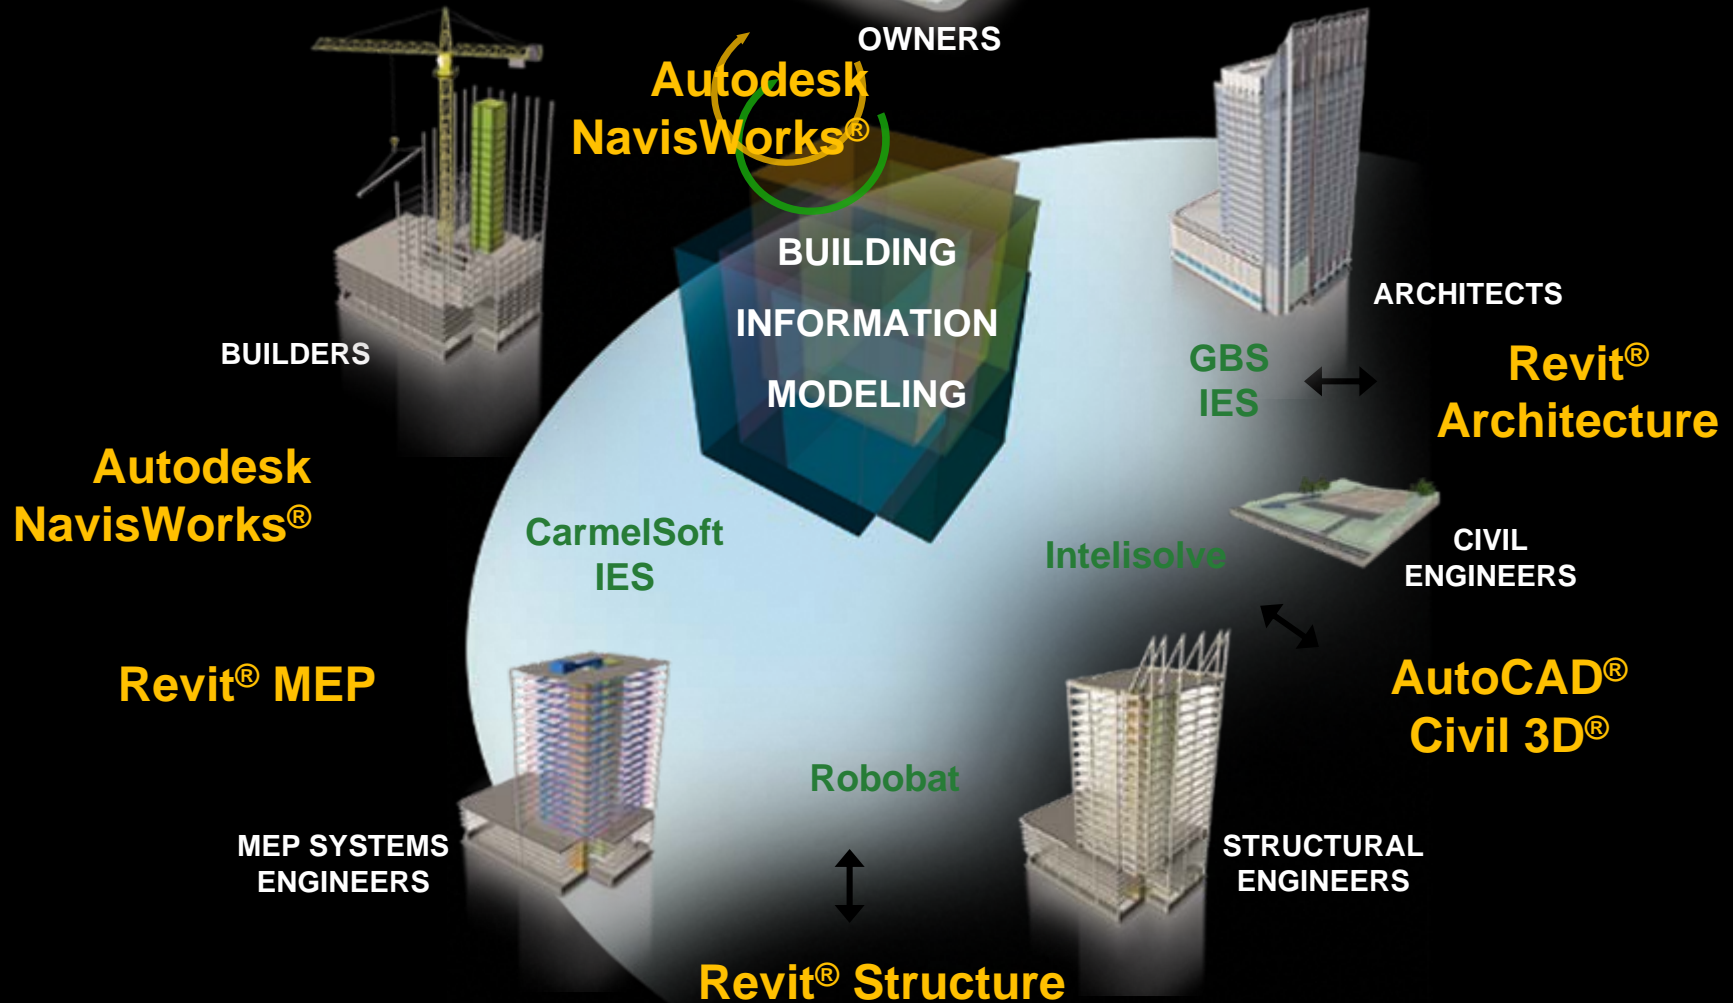 OWNERS
Autodesk
NavisWorks®
BUILDING
INFORMATION
MODELING
ARCHITECTS
BUILDERS
GBS
IES
Revit®
Architecture
Autodesk
NavisWorks®
CarmelSoft
IES
Intelisolve
CIVIL
ENGINEERS
Revit® MEP
AutoCAD®
Civil 3D®
Robobat
MEP SYSTEMS
ENGINEERS
STRUCTURAL
ENGINEERS
Revit® Structure